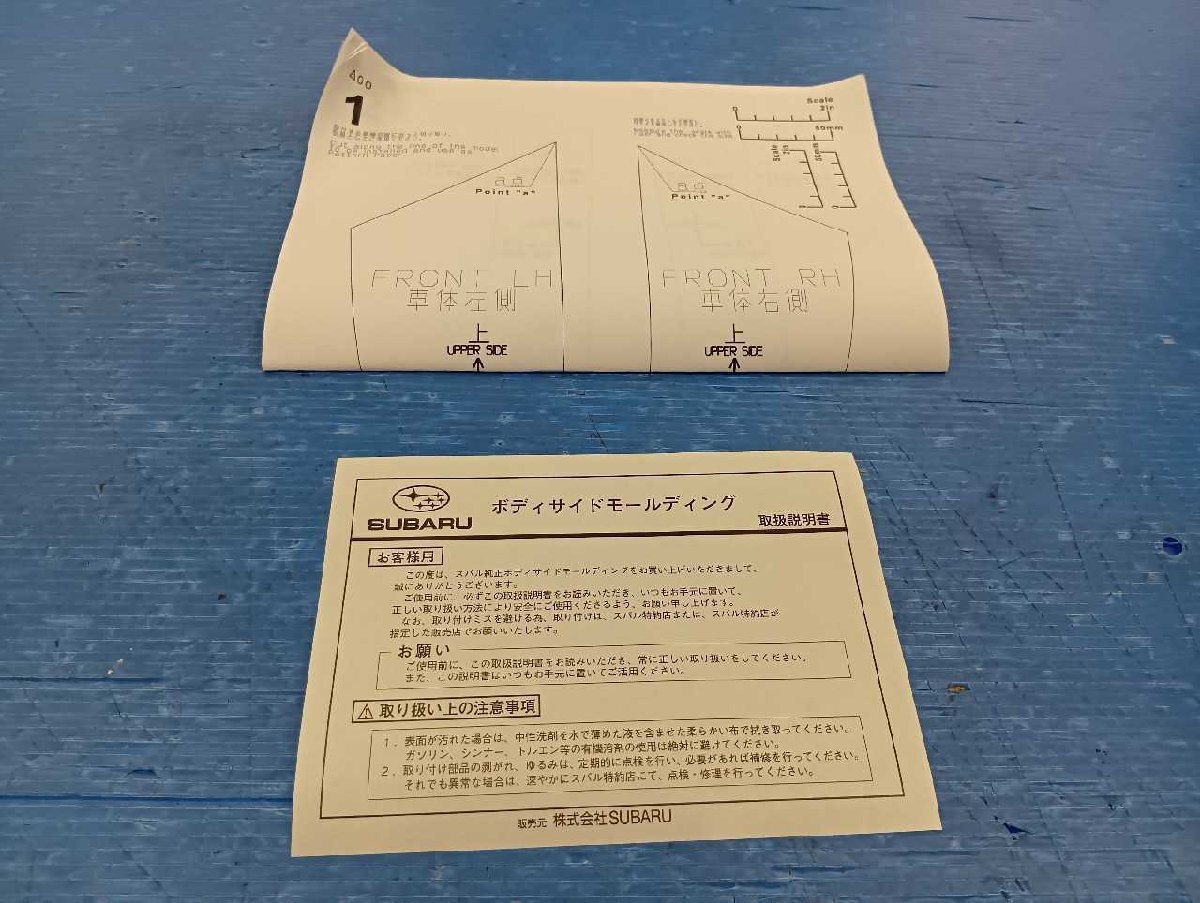 1
Cut along the one of the model
to be installed and use as
pattern paper.
Scale
2in
50mm
Scale
2in
50mm
Point "a"
Point "a"
FRONT LH
車体左側
上
UPPER SIDE
FRONT RH
車体右側
上
UPPER SIDE
SUBARU
ボディサイドモールディング
取扱説明書
お客様用
この度は、スバル純正ボディサイドモールディングをお買い上げいただきまして、
誠にありがとうございます。
ご使用前に、必ずこの取扱説明書をお読みいただき、いつもお手元に置いて、
正しい取り扱い方法により安全にご使用くださるよう、お願い申し上げます。
なお、取り付けミスを避ける為、取り付けは、スバル特約店または、スバル特約店が
指定した販売店でお願いいたします。
お願い
ご使用前に、この取扱説明書をお読みいただき、常に正しい取り扱いをしてください。
また、この説明書はいつもお手元に置いてご活用ください。
⚠ 取り扱い上の注意事項
1．表面が汚れた場合は、中性洗剤を水で薄めた液を含ませた柔らかい布で拭き取ってください。
ガソリン、シンナー、トルエン等の有機溶剤の使用は絶対に避けてください。
2．取り付け部品の剥がれ、ゆるみは、定期的に点検を行い、必要があれば補修を行ってください。
それでも異常な場合は、速やかにスバル特約店にて、点検・修理を行ってください。
販売元 株式会社SUBARU